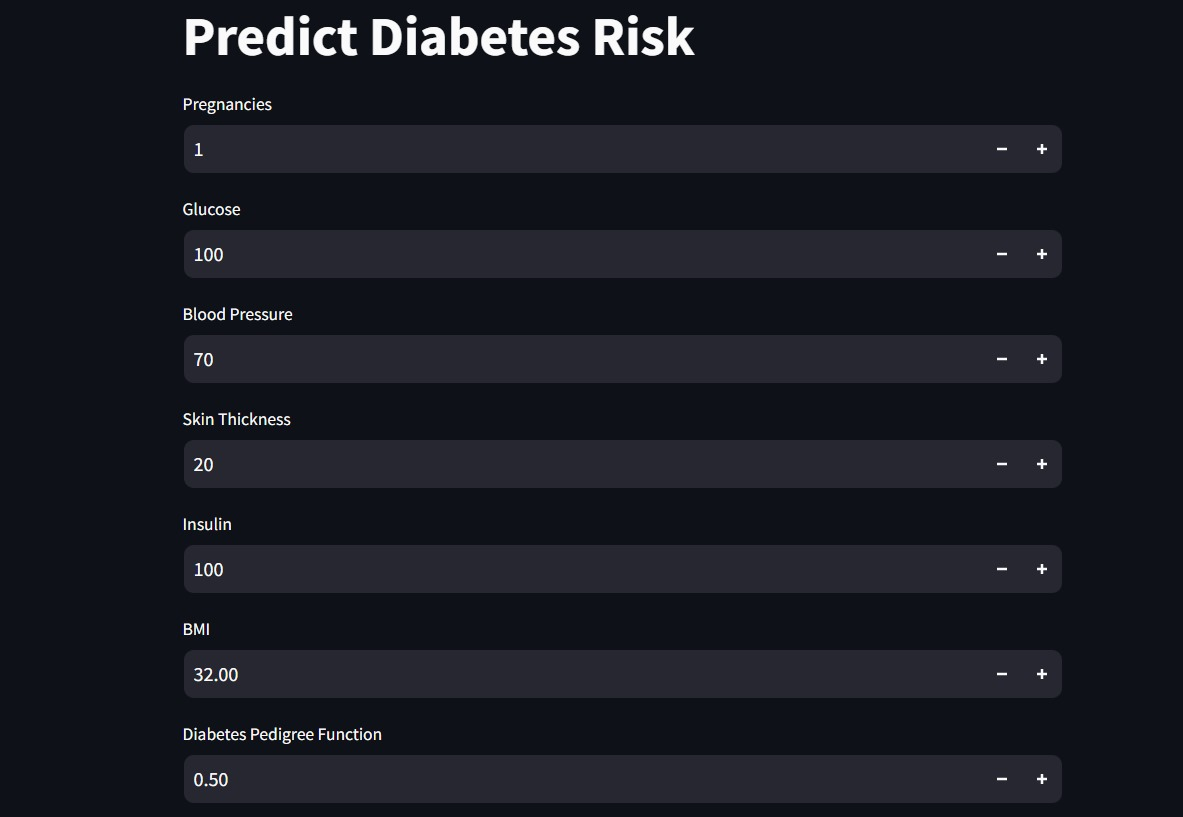 Predict Diabetes Risk
Pregnancies
1
Glucose
100
Blood Pressure
70
Skin Thickness
20
Insulin
100
BMI
32.00
Diabetes Pedigree Function
0.50